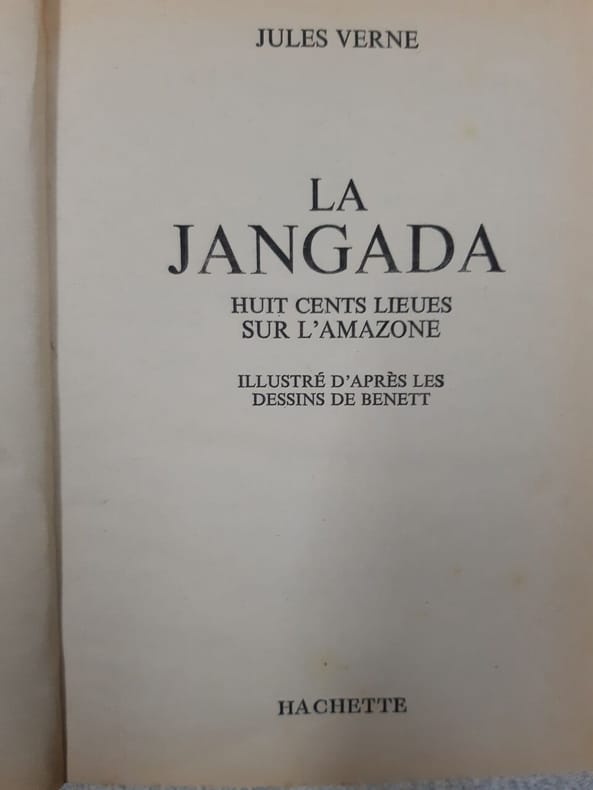 JULES VERNE
LA
JANGADA
HUIT CENTS LIEUES
SUR L'AMAZONE
ILLUSTRÉ D'APRÈS LES
DESSINS DE BENETT
HACHETTE